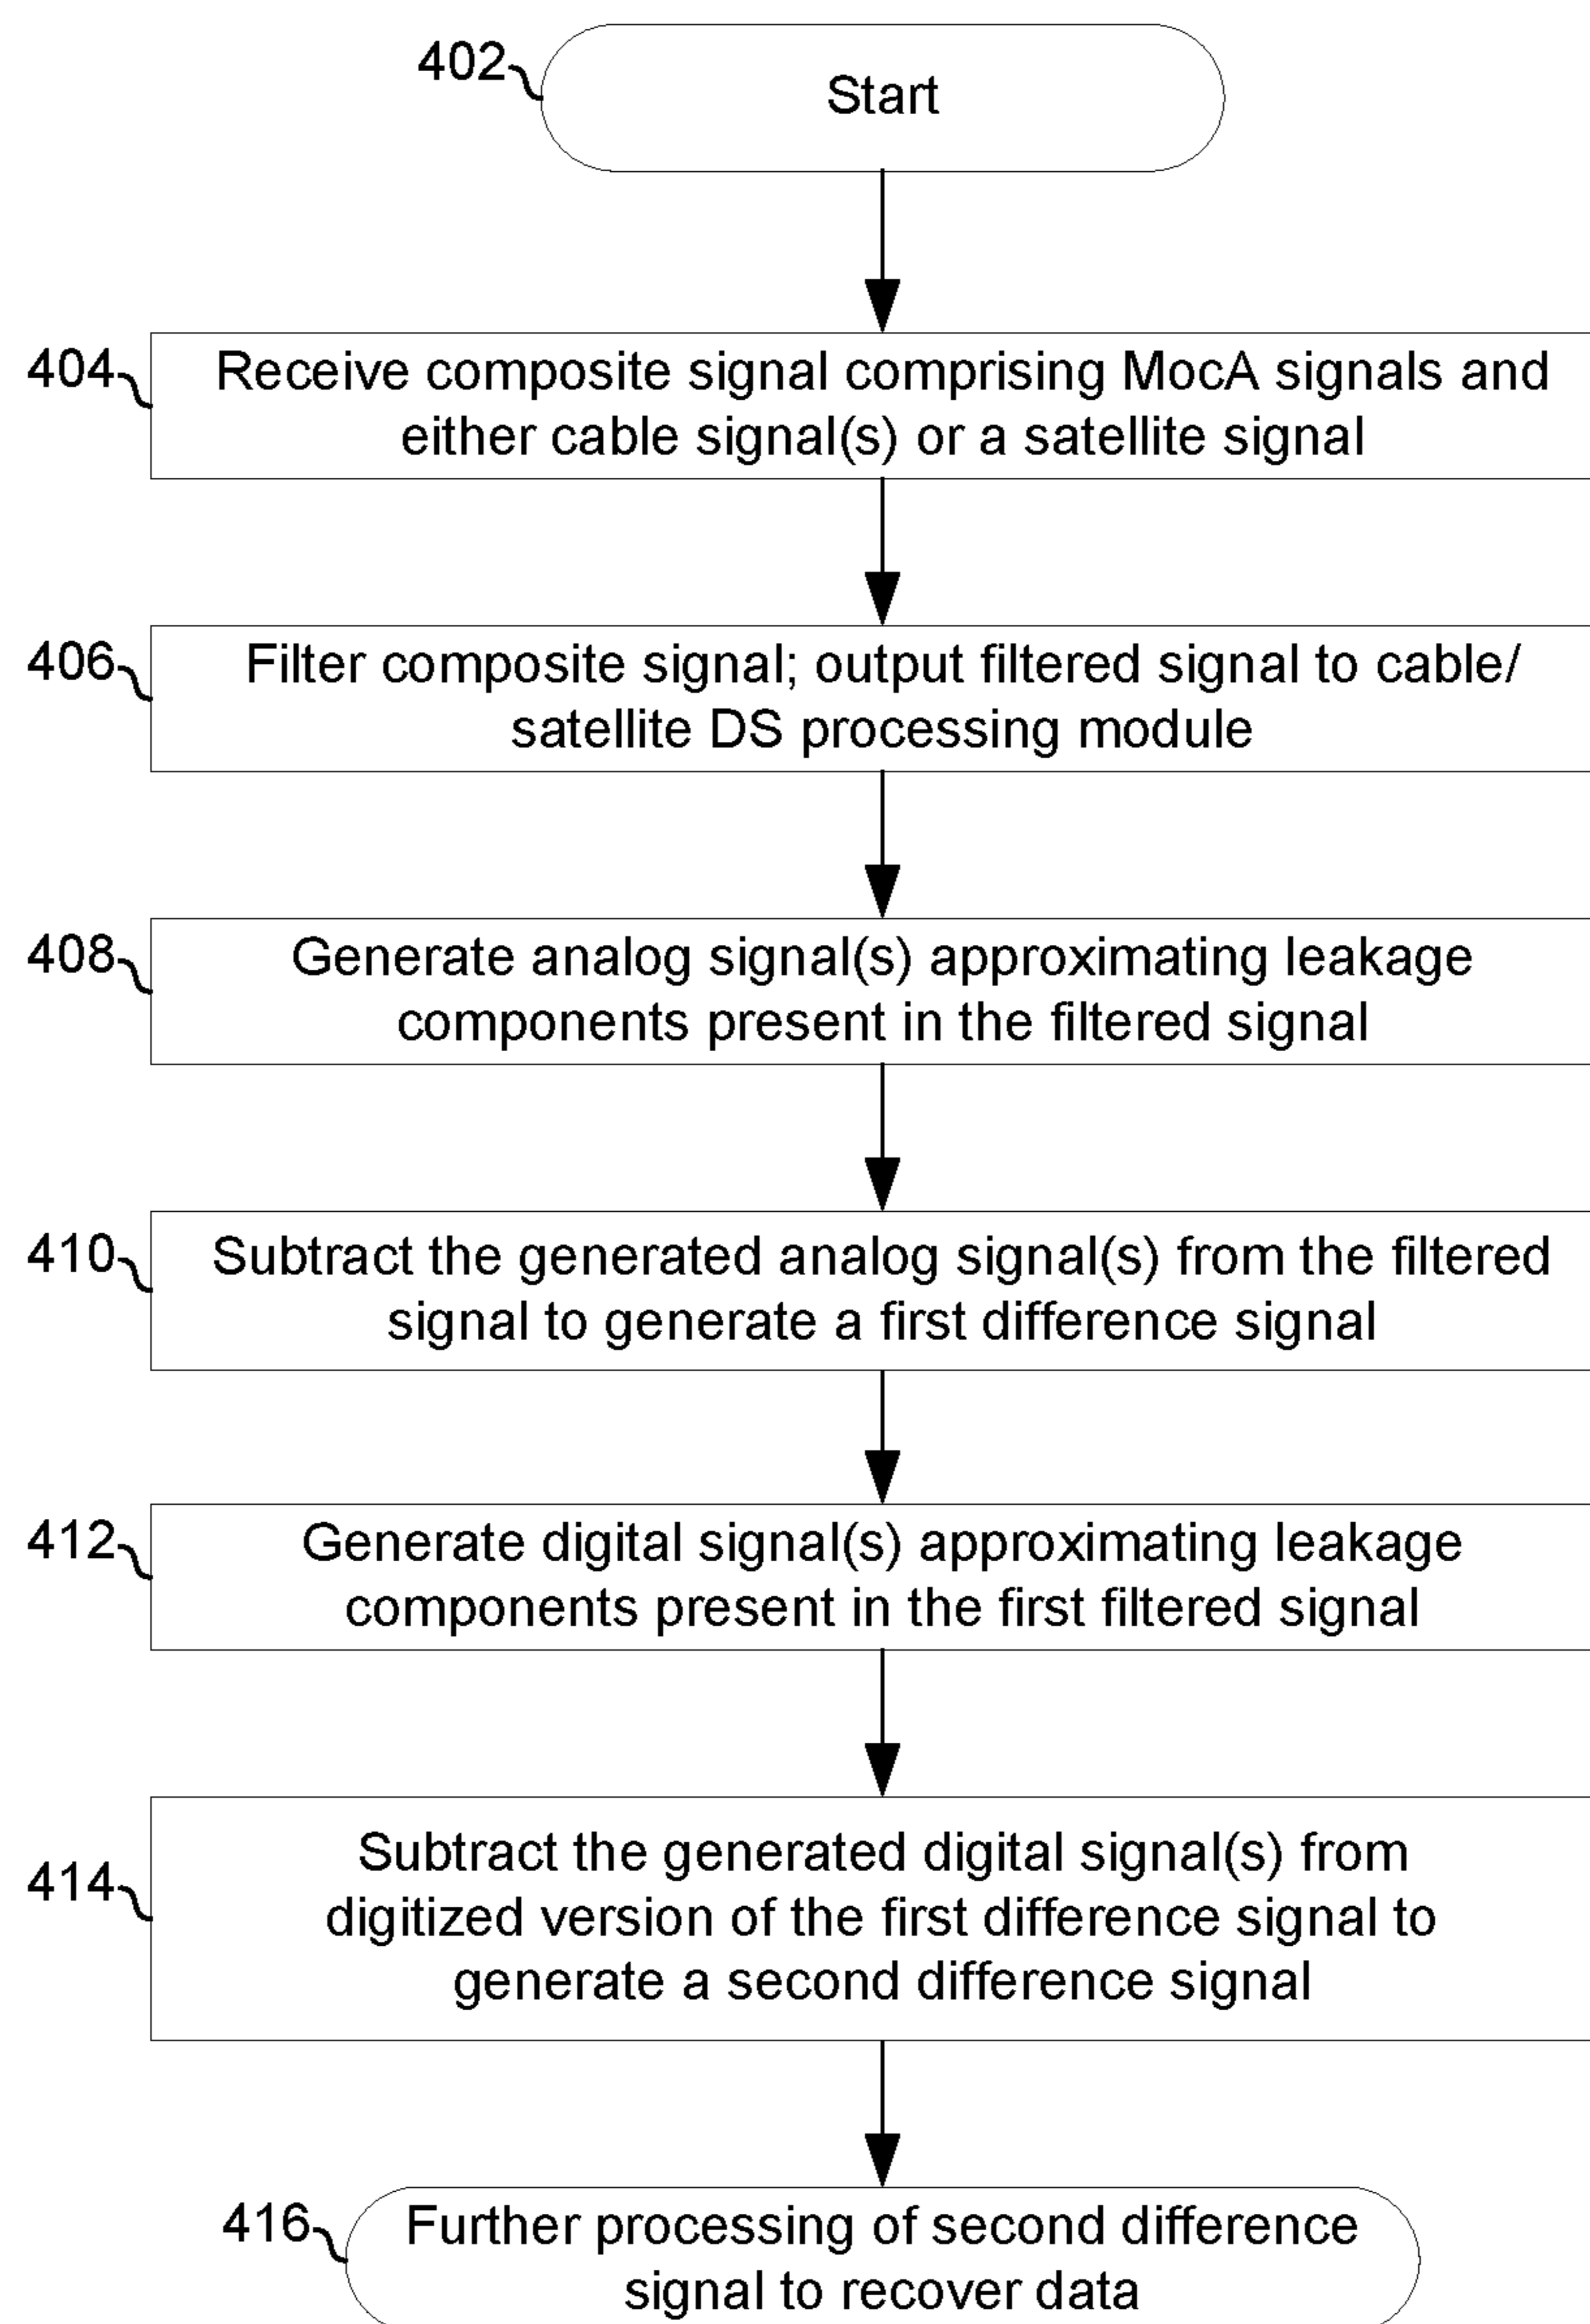 402
Start
404
Receive composite signal comprising MocA signals and
either cable signal(s) or a satellite signal
406
Filter composite signal; output filtered signal to cable/
satellite DS processing module
408
Generate analog signal(s) approximating leakage
components present in the filtered signal
410
Subtract the generated analog signal(s) from the filtered
signal to generate a first difference signal
412
Generate digital signal(s) approximating leakage
components present in the first filtered signal
414
Subtract the generated digital signal(s) from
digitized version of the first difference signal to
generate a second difference signal
416
Further processing of second difference
signal to recover data